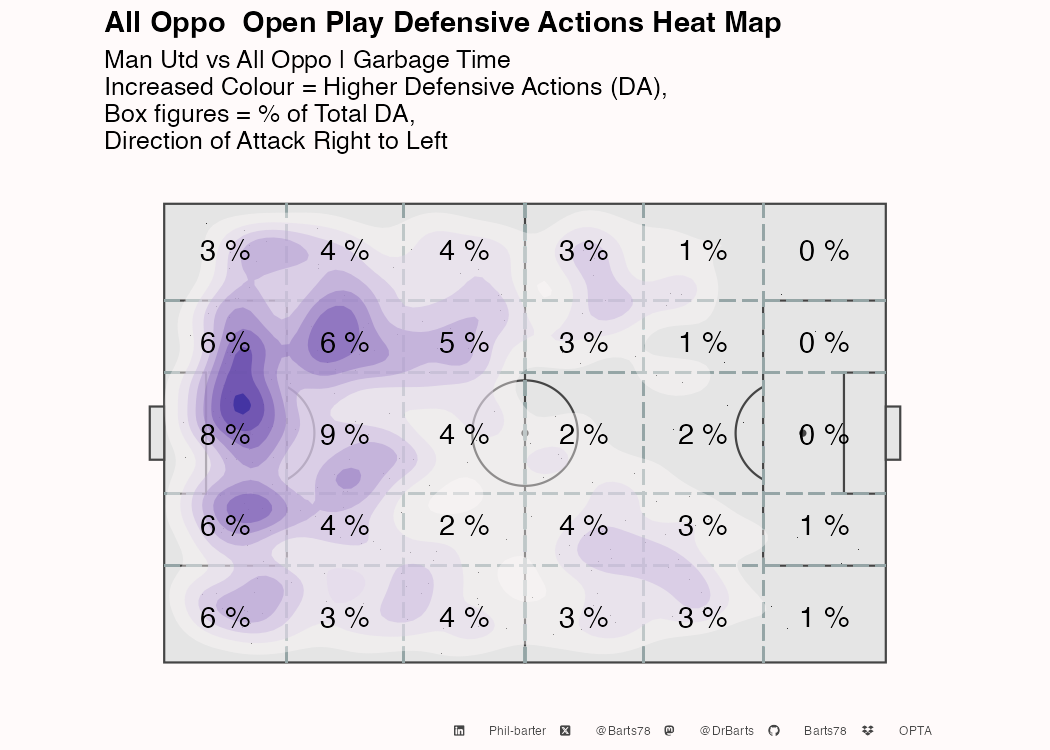 All Oppo  Open Play Defensive Actions Heat Map
Man Utd vs All Oppo | Garbage Time
Increased Colour = Higher Defensive Actions (DA),
Box figures = % of Total DA,
Direction of Attack Right to Left
3 % 4 % 4 % 3 % 1 % 0 %
6 % 6 % 5 % 3 % 1 % 0 %
8 % 9 % 4 % 2 % 2 % 0 %
6 % 4 % 2 % 4 % 3 % 1 %
6 % 3 % 4 % 3 % 3 % 1 %
Phil-barter @Barts78 @DrBarts Barts78 OPTA